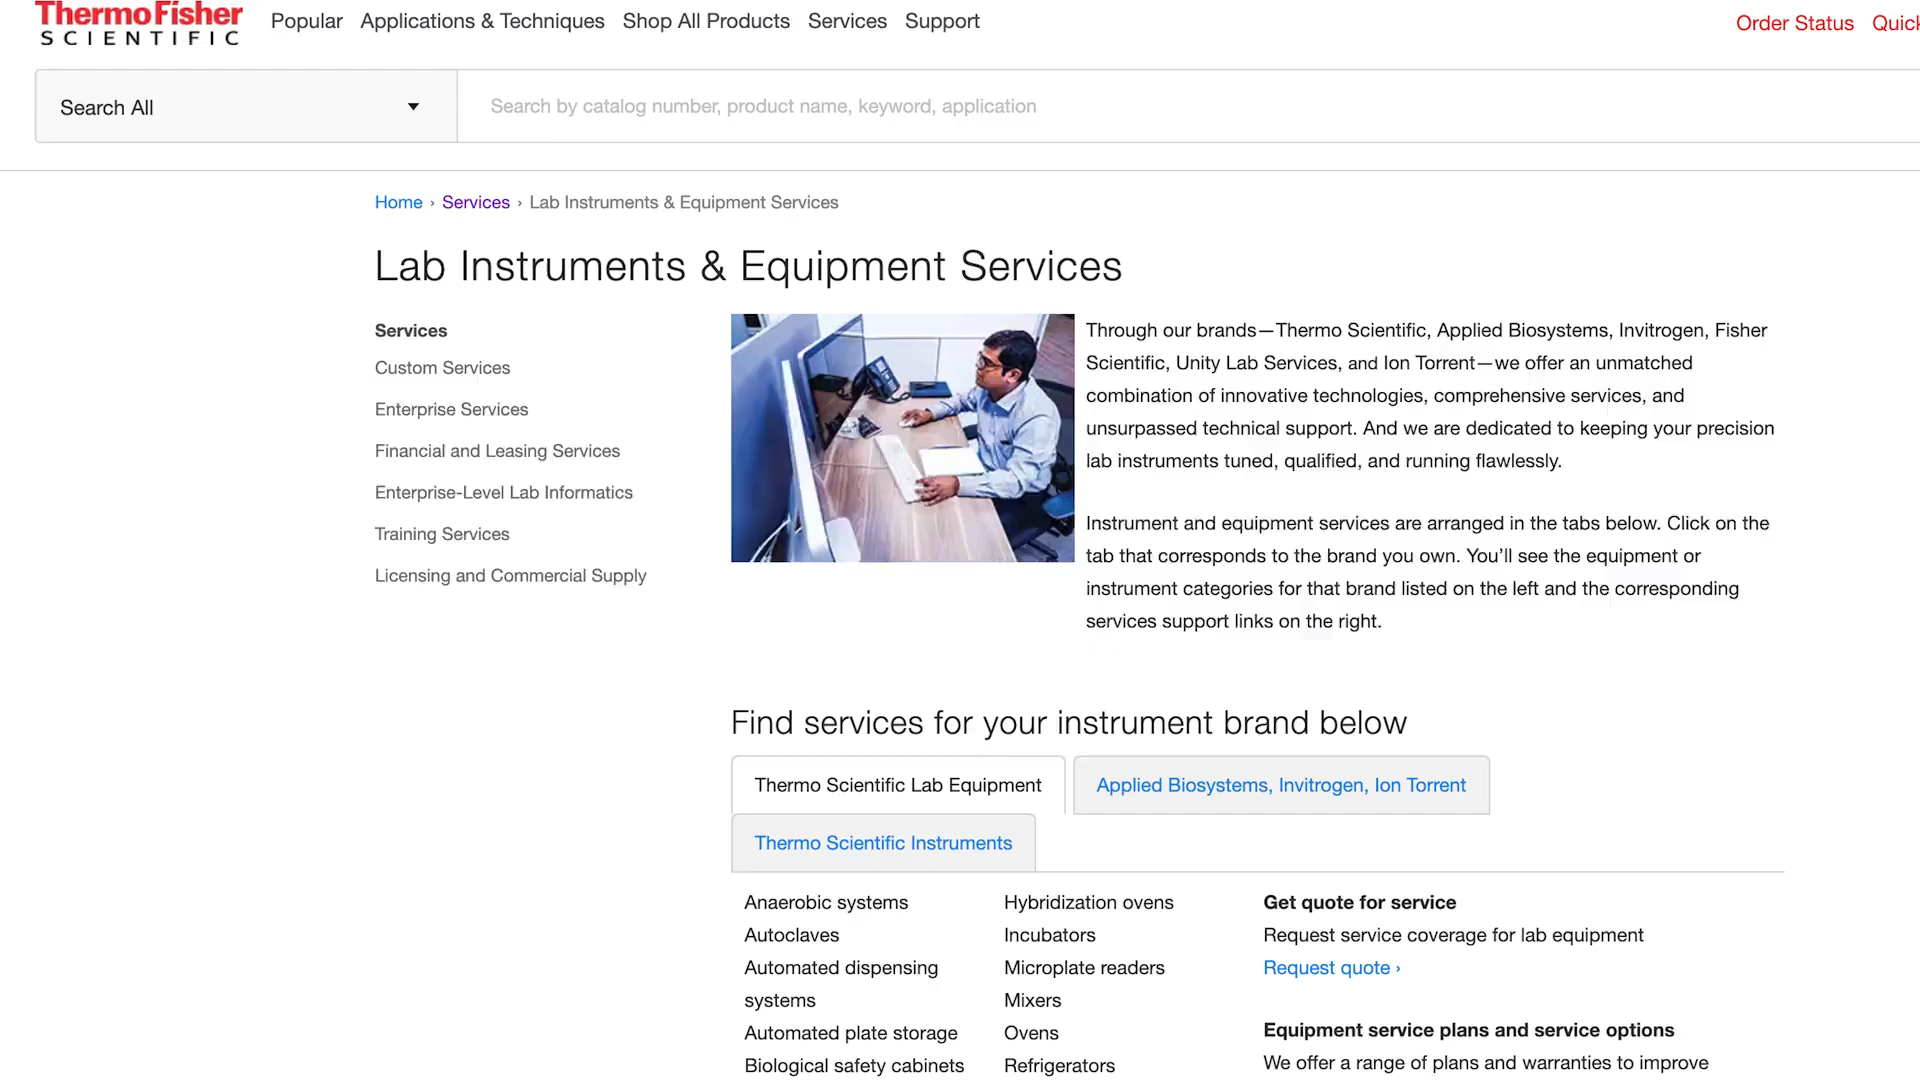 ThermoFisher
SCIENTIFIC
Popular Applications & Techniques Shop All Products Services Support
Order Status
Search All
Search by catalog number, product name, keyword, application
Home › Services › Lab Instruments & Equipment Services
Lab Instruments & Equipment Services
Services
Custom Services
Enterprise Services
Financial and Leasing Services
Enterprise-Level Lab Informatics
Training Services
Licensing and Commercial Supply
Through our brands—Thermo Scientific, Applied Biosystems, Invitrogen, Fisher
Scientific, Unity Lab Services, and Ion Torrent—we offer an unmatched
combination of innovative technologies, comprehensive services, and
unsurpassed technical support. And we are dedicated to keeping your precision
lab instruments tuned, qualified, and running flawlessly.
Instrument and equipment services are arranged in the tabs below. Click on the
tab that corresponds to the brand you own. You’ll see the equipment or
instrument categories for that brand listed on the left and the corresponding
services support links on the right.
Find services for your instrument brand below
Thermo Scientific Lab Equipment
Applied Biosystems, Invitrogen, Ion Torrent
Thermo Scientific Instruments
Anaerobic systems
Autoclaves
Automated dispensing
systems
Automated plate storage
Biological safety cabinets
Hybridization ovens
Incubators
Microplate readers
Mixers
Ovens
Refrigerators
Get quote for service
Request service coverage for lab equipment
Request quote ›
Equipment service plans and service options
We offer a range of plans and warranties to improve